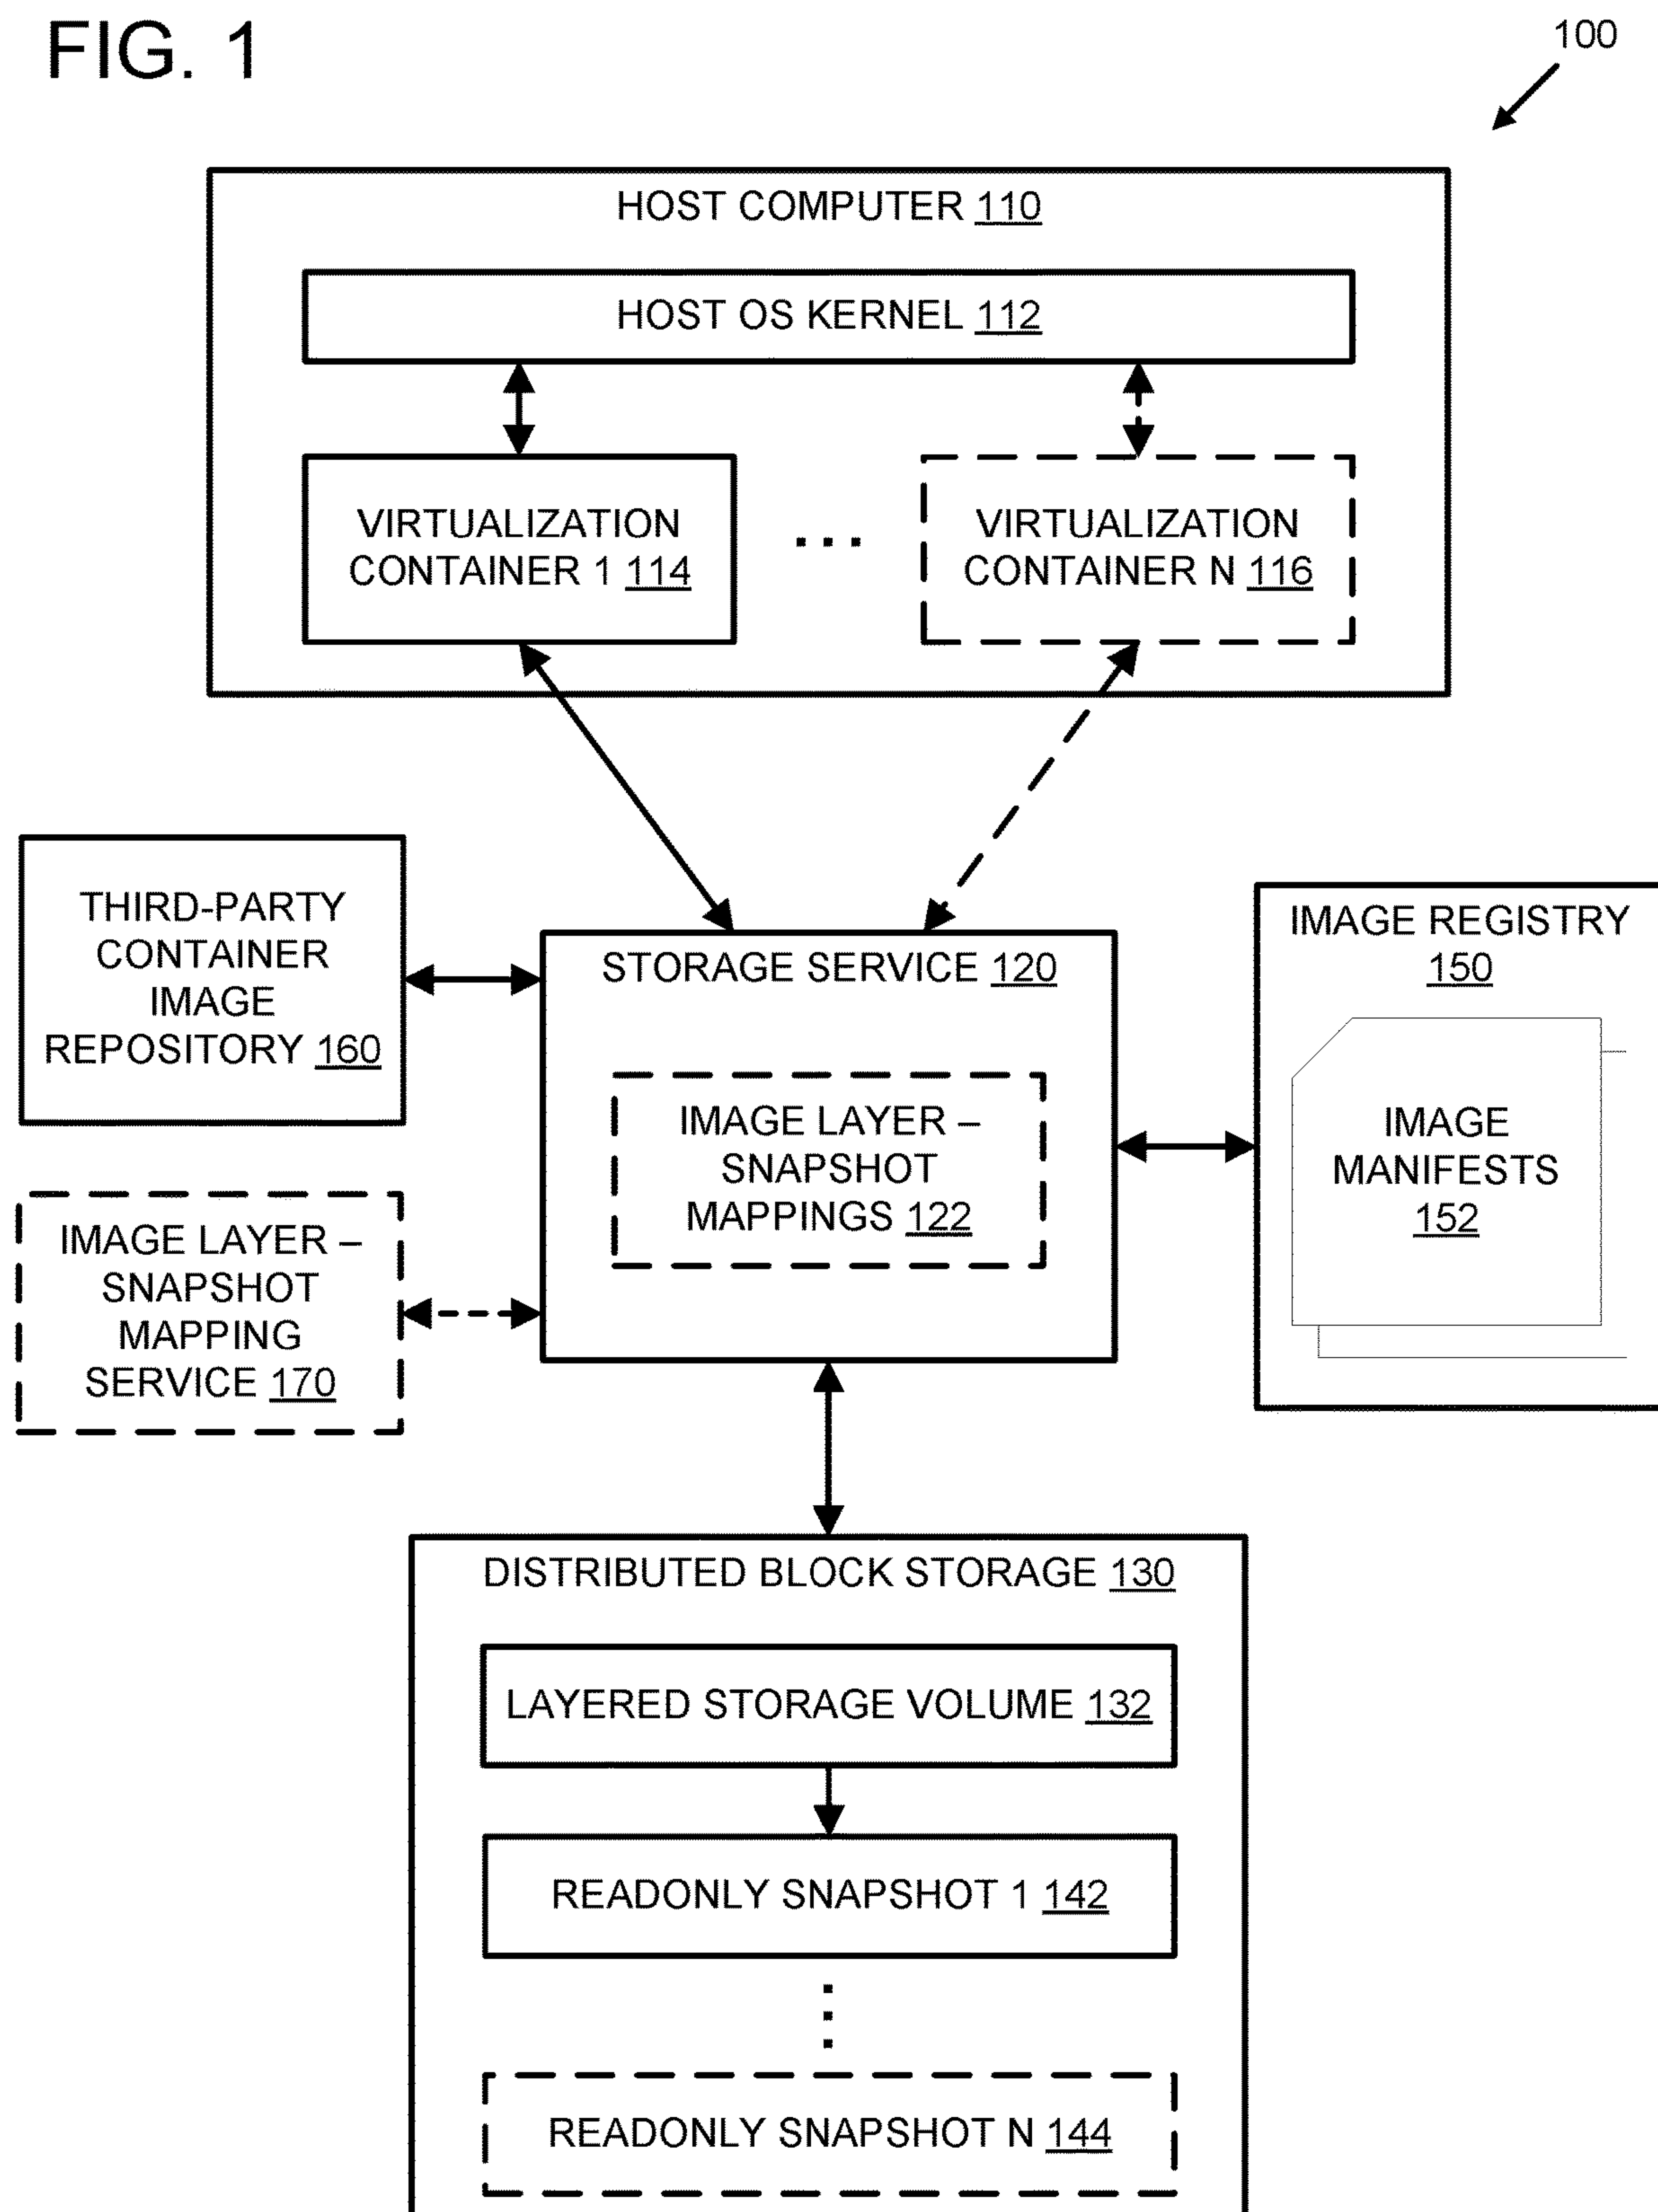 FIG. 1
100
HOST COMPUTER 110
HOST OS KERNEL 112
VIRTUALIZATION
CONTAINER 1 114
...
VIRTUALIZATION
CONTAINER N 116
THIRD-PARTY
CONTAINER
IMAGE
REPOSITORY 160
STORAGE SERVICE 120
IMAGE LAYER –
SNAPSHOT
MAPPINGS 122
IMAGE REGISTRY
150
IMAGE
MANIFESTS
152
IMAGE LAYER –
SNAPSHOT
MAPPING
SERVICE 170
DISTRIBUTED BLOCK STORAGE 130
LAYERED STORAGE VOLUME 132
READONLY SNAPSHOT 1 142
...
READONLY SNAPSHOT N 144